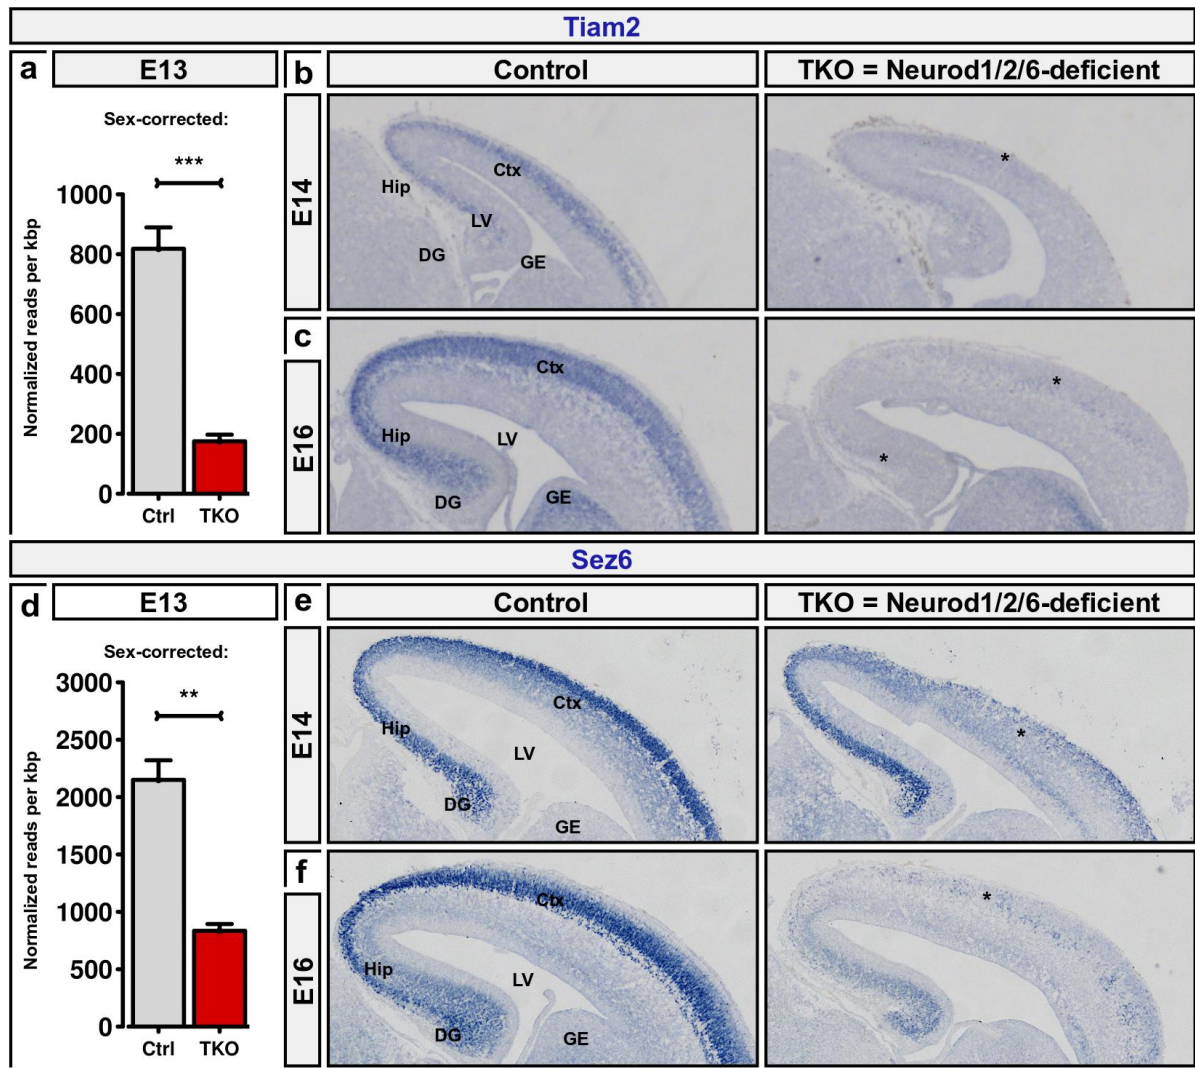 Tiam2
a
E13
Sex-corrected:
***
Normalized reads per kbp
1000
800
600
400
200
0
Ctrl
TKO
b
Control
TKO = Neurod1/2/6-deficient
E14
Ctx
Hip
LV
DG
GE
*
c
E16
Ctx
Hip
LV
DG
GE
*
*
Sez6
d
E13
Sex-corrected:
**
Normalized reads per kbp
3000
2500
2000
1500
1000
500
0
Ctrl
TKO
e
Control
TKO = Neurod1/2/6-deficient
E14
Ctx
Hip
LV
DG
GE
*
f
E16
Ctx
Hip
LV
DG
GE
*